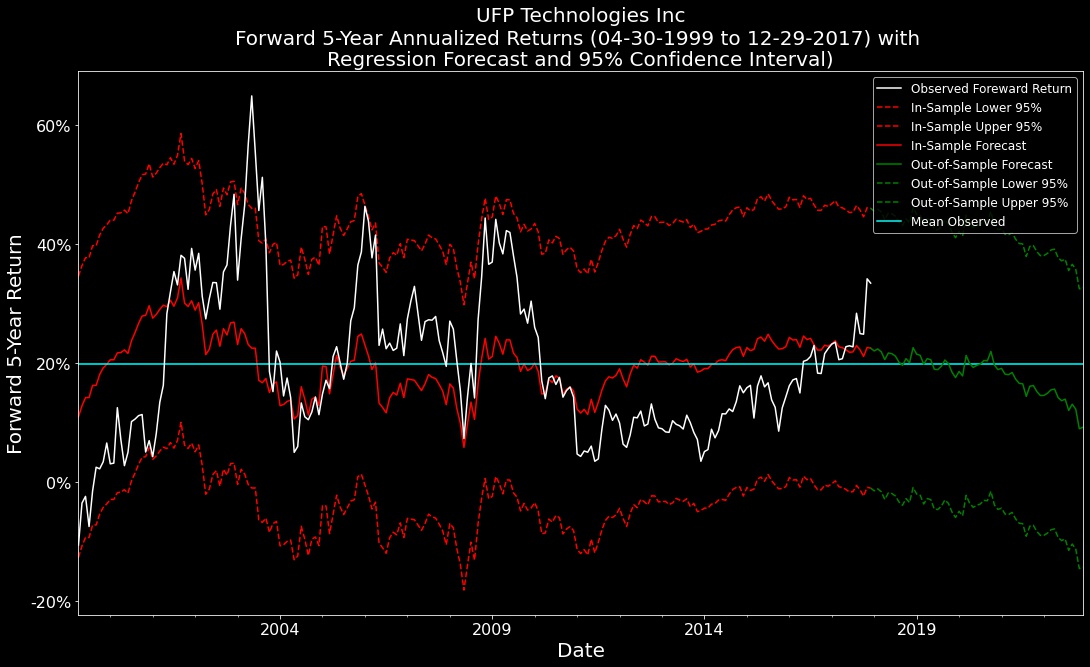 UFP Technologies Inc
Forward 5-Year Annualized Returns (04-30-1999 to 12-29-2017) with
Regression Forecast and 95% Confidence Interval)
Observed Foreward Return
In-Sample Lower 95%
In-Sample Upper 95%
In-Sample Forecast
Out-of-Sample Forecast
Out-of-Sample Lower 95%
Out-of-Sample Upper 95%
Mean Observed
Forward 5-Year Return
60%
40%
20%
0%
-20%
2004
2009
2014
2019
Date